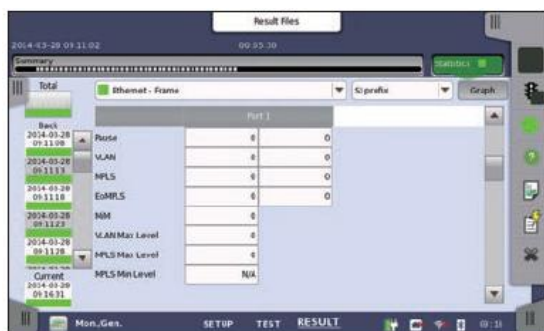 Result Files
2014-03-28 09:11:02 00:05:30
Summary Statistics
Total Ethernet - Frame SI prefix Graph
Port 1
Back
2014-03-28 09:11:08
2014-03-28 09:11:13
2014-03-28 09:11:18
2014-03-28 09:11:23
2014-03-28 09:11:28
Current
2014-03-28 09:16:31
Pause 0 0
VLAN 0 0
MPLS 0 0
EoMPLS 0 0
MiM 0
VLAN Max Level 0
MPLS Max Level 0
MPLS Min Level N/A
Mon./Gen. SETUP TEST RESULT